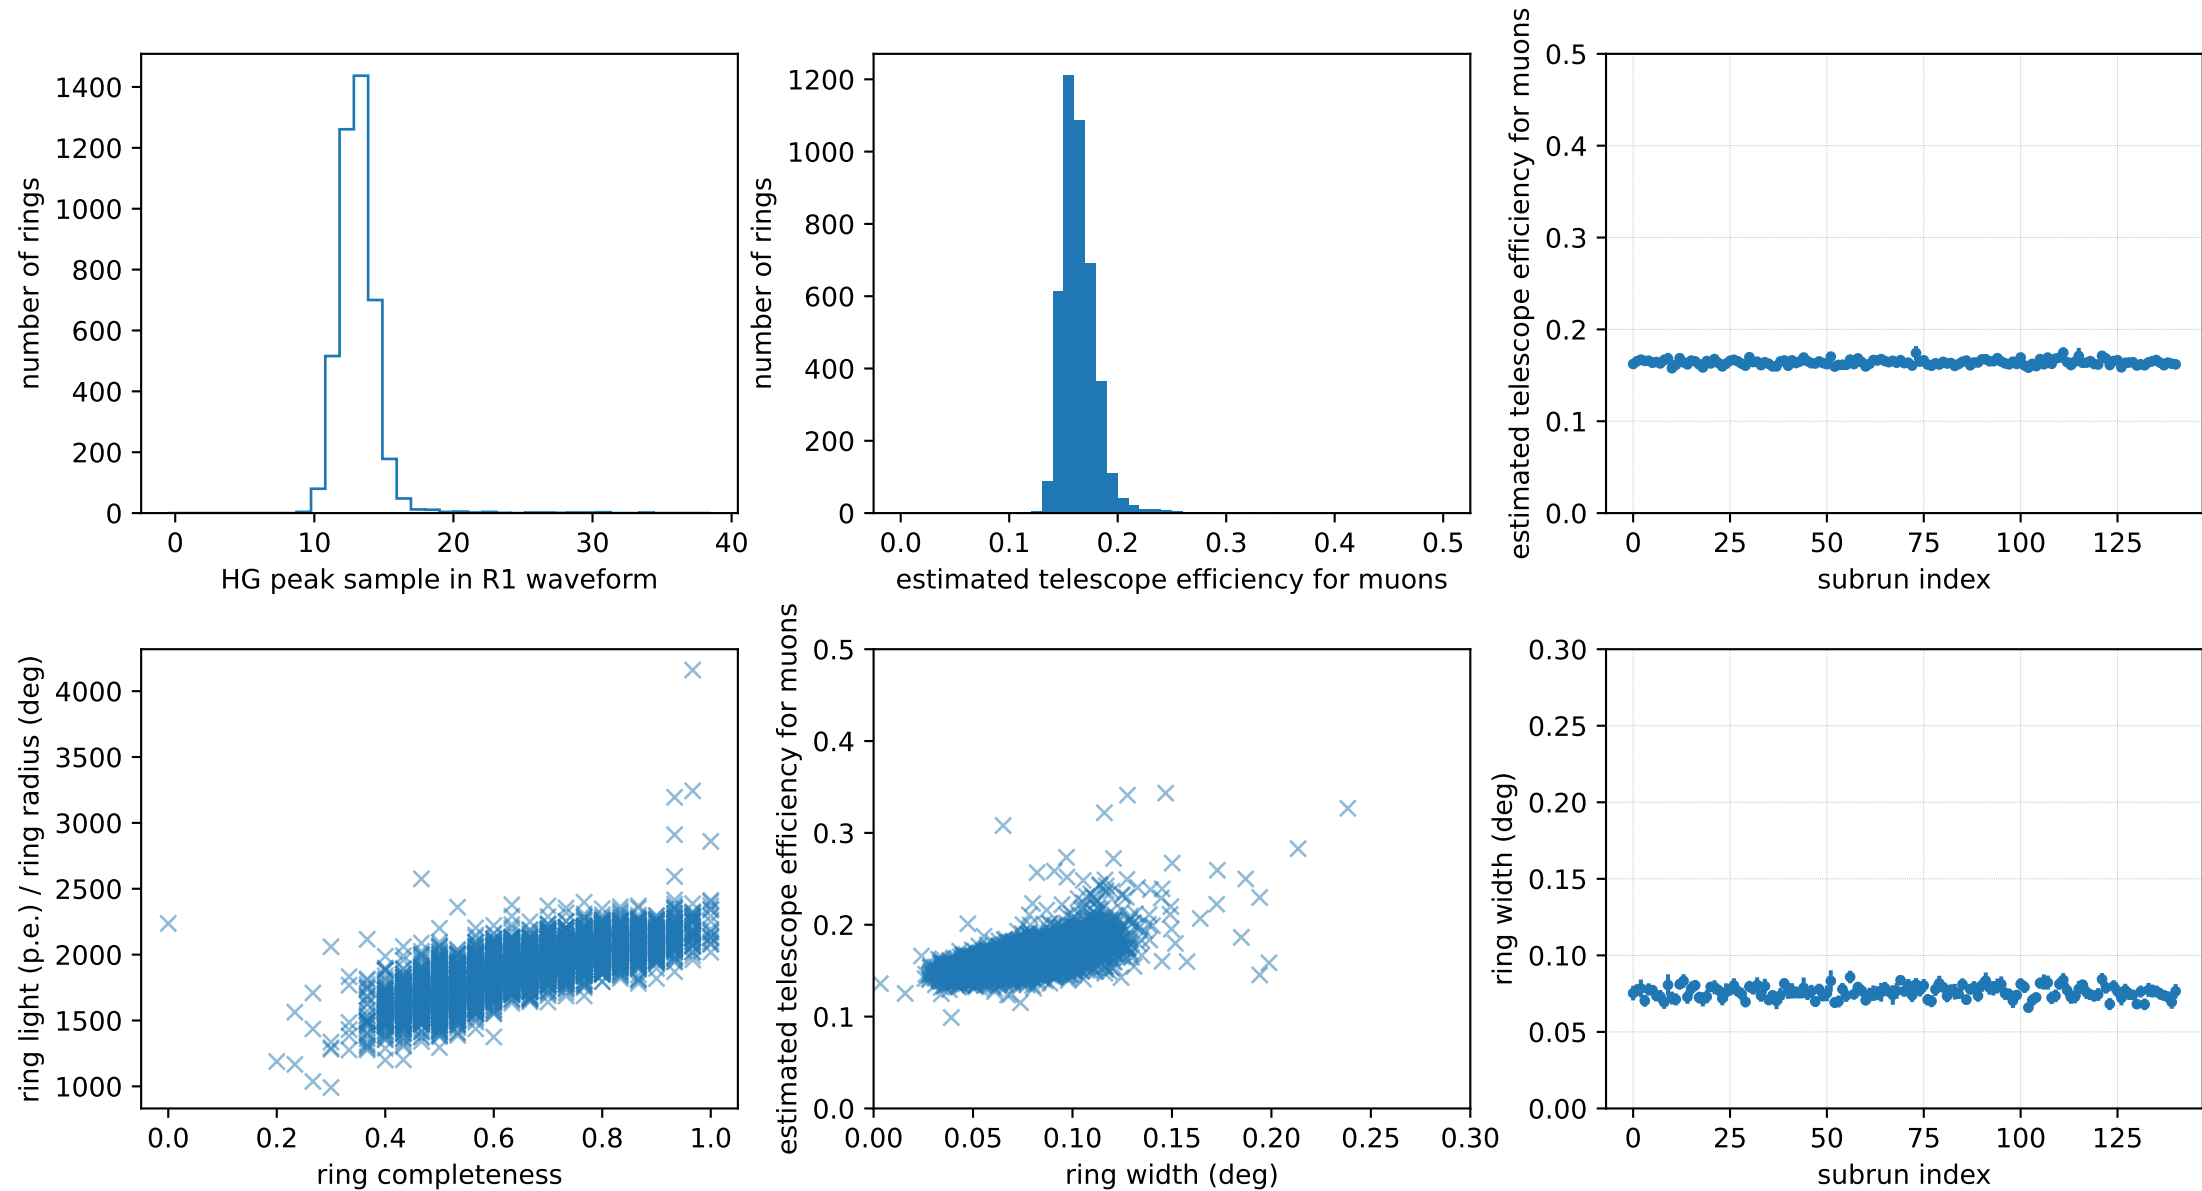 number of rings
1400
1200
1000
800
600
400
200
0
0 10 20 30 40
HG peak sample in R1 waveform
number of rings
1200
1000
800
600
400
200
0
0.0 0.1 0.2 0.3 0.4 0.5
estimated telescope efficiency for muons
estimated telescope efficiency for muons
0.5
0.4
0.3
0.2
0.1
0.0
0 25 50 75 100 125
subrun index
ring light (p.e.) / ring radius (deg)
4000
3500
3000
2500
2000
1500
1000
0.0 0.2 0.4 0.6 0.8 1.0
ring completeness
estimated telescope efficiency for muons
0.5
0.4
0.3
0.2
0.1
0.0
0.00 0.05 0.10 0.15 0.20 0.25 0.30
ring width (deg)
ring width (deg)
0.30
0.25
0.20
0.15
0.10
0.05
0.00
0 25 50 75 100 125
subrun index